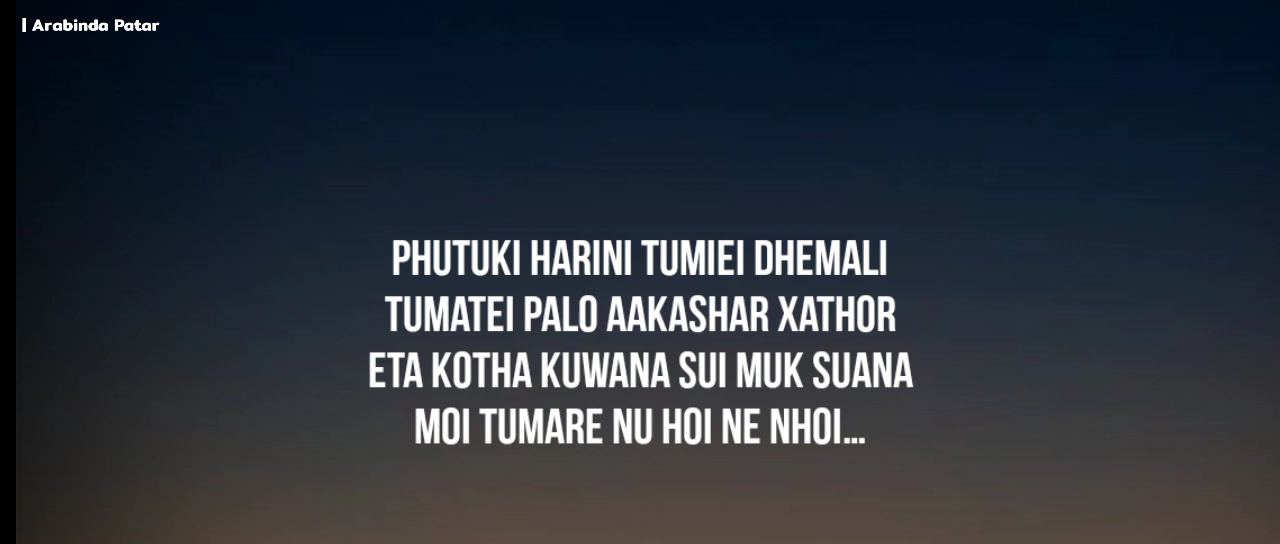 | Arabinda Patar
PHUTUKI HARINI TUMIEI DHEMALI
TUMATEI PALO AAKASHAR XATHOR
ETA KOTHA KUWANA SUI MUK SUANA
MOI TUMARE NU HOI NE NHOI...